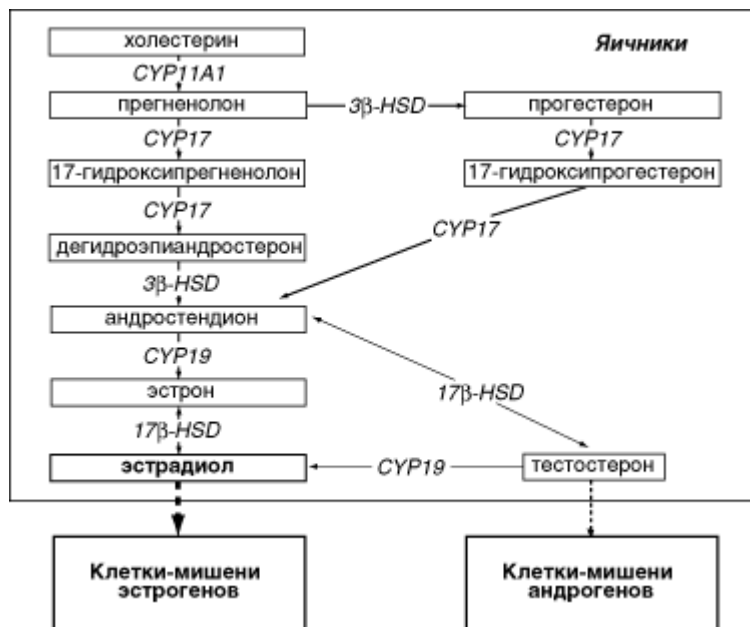 холестерин
Яичники
CYP11A1
прегненолон
3β-HSD
прогестерон
CYP17
CYP17
17-гидроксипрегненолон
17-гидроксипрогестерон
CYP17
CYP17
дегидроэпиандростерон
3β-HSD
андростендион
CYP19
эстрон
17β-HSD
17β-HSD
эстрадиол
CYP19
тестостерон
Клетки-мишени
эстрогенов
Клетки-мишени
андрогенов